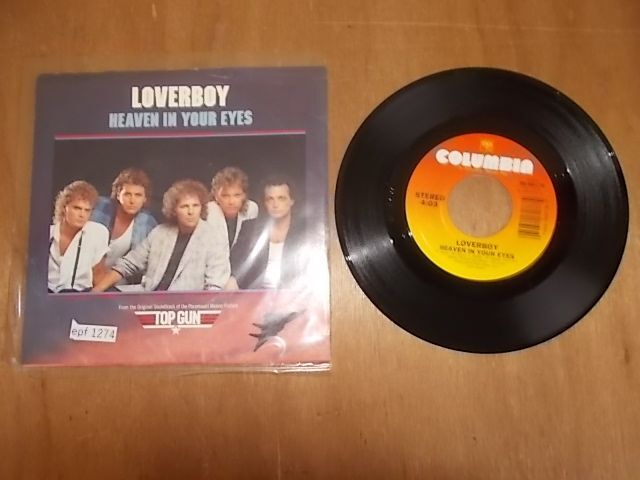 LOVERBOY
HEAVEN IN YOUR EYES
From the Original Soundtrack of the Paramount Motion Picture
TOP GUN
epf 1274
COLUMBIA
STEREO
4:03
LOVERBOY
HEAVEN IN YOUR EYES